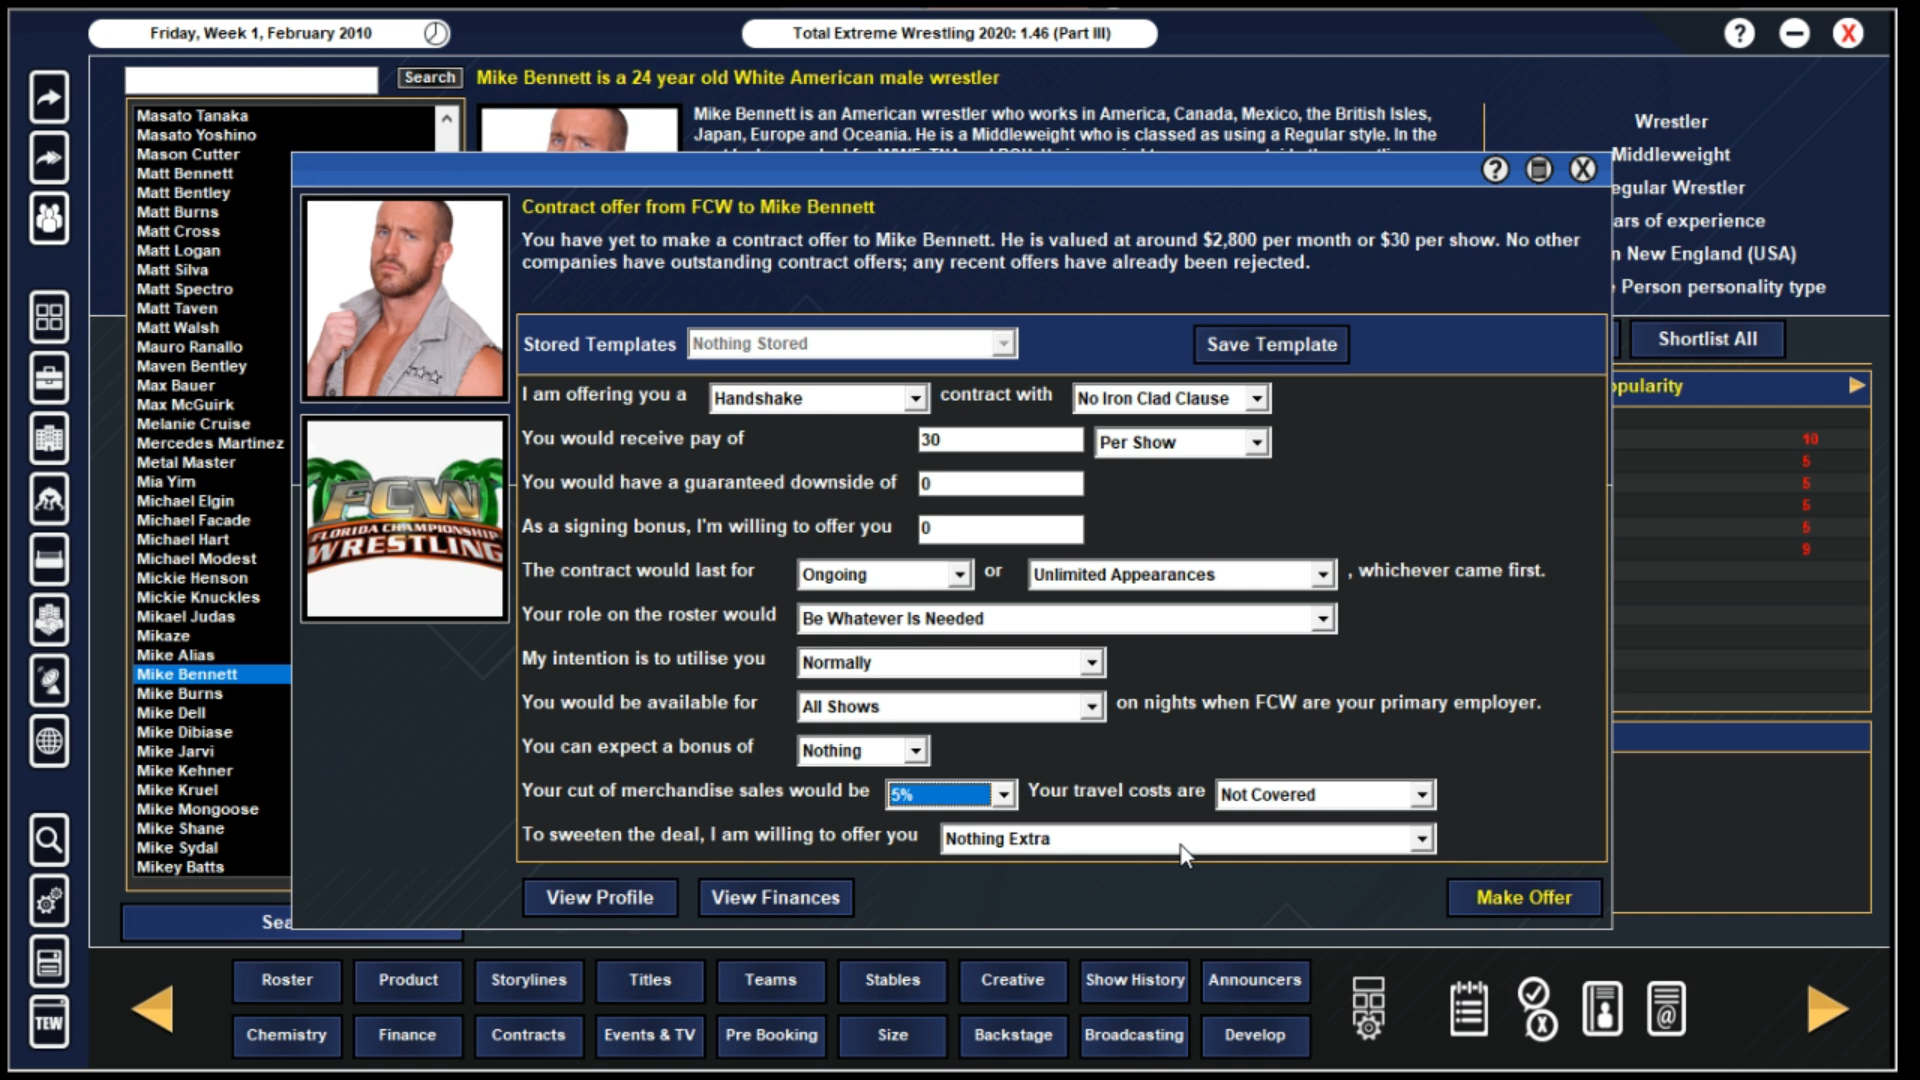 Friday, Week 1, February 2010
Total Extreme Wrestling 2020: 1.46 (Part III)
?
X
Search
Mike Bennett is a 24 year old White American male wrestler
Mike Bennett is an American wrestler who works in America, Canada, Mexico, the British Isles,
Japan, Europe and Oceania. He is a Middleweight who is classed as using a Regular style. In the
Wrestler
Middleweight
egular Wrestler
ars of experience
n New England (USA)
Person personality type
Shortlist All
opularity
10
5
5
5
5
9
Masato Tanaka
Masato Yoshino
Mason Cutter
Matt Bennett
Matt Bentley
Matt Burns
Matt Cross
Matt Logan
Matt Silva
Matt Spectro
Matt Taven
Matt Walsh
Mauro Ranallo
Maven Bentley
Max Bauer
Max McGuirk
Melanie Cruise
Mercedes Martinez
Metal Master
Mia Yim
Michael Elgin
Michael Facade
Michael Hart
Michael Modest
Mickie Henson
Mickie Knuckles
Mikael Judas
Mikaze
Mike Alias
Mike Bennett
Mike Burns
Mike Dell
Mike Dibiase
Mike Jarvi
Mike Kehner
Mike Kruel
Mike Mongoose
Mike Shane
Mike Sydal
Mikey Batts
Sea
?
X
Contract offer from FCW to Mike Bennett
You have yet to make a contract offer to Mike Bennett. He is valued at around $2,800 per month or $30 per show. No other
companies have outstanding contract offers; any recent offers have already been rejected.
FCW
FLORIDA CHAMPIONSHIP
WRESTLING
Stored Templates Nothing Stored Save Template
I am offering you a Handshake contract with No Iron Clad Clause
You would receive pay of 30 Per Show
You would have a guaranteed downside of 0
As a signing bonus, I'm willing to offer you 0
The contract would last for Ongoing or Unlimited Appearances , whichever came first.
Your role on the roster would Be Whatever Is Needed
My intention is to utilise you Normally
You would be available for All Shows on nights when FCW are your primary employer.
You can expect a bonus of Nothing
Your cut of merchandise sales would be 5% Your travel costs are Not Covered
To sweeten the deal, I am willing to offer you Nothing Extra
View Profile View Finances Make Offer
Roster Product Storylines Titles Teams Stables Creative Show History Announcers
Chemistry Finance Contracts Events & TV Pre Booking Size Backstage Broadcasting Develop
TEW